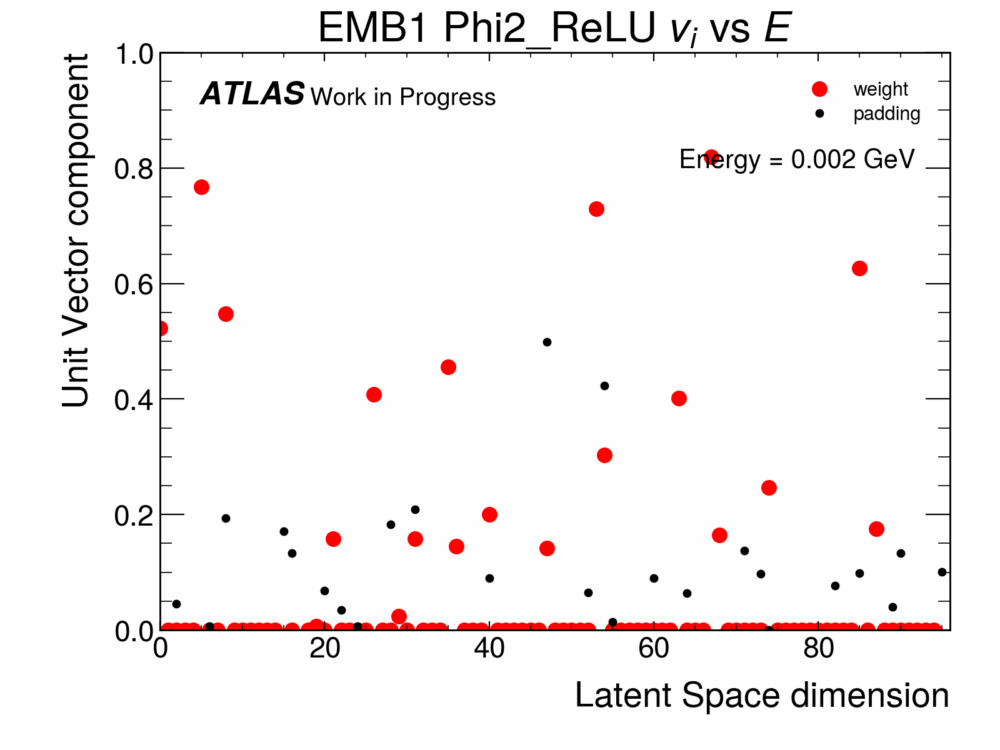 EMB1 Phi2_ReLU v_i vs E
ATLAS Work in Progress
weight
padding
Energy = 0.002 GeV
Unit Vector component
1.0
0.8
0.6
0.4
0.2
0.0
0 20 40 60 80
Latent Space dimension